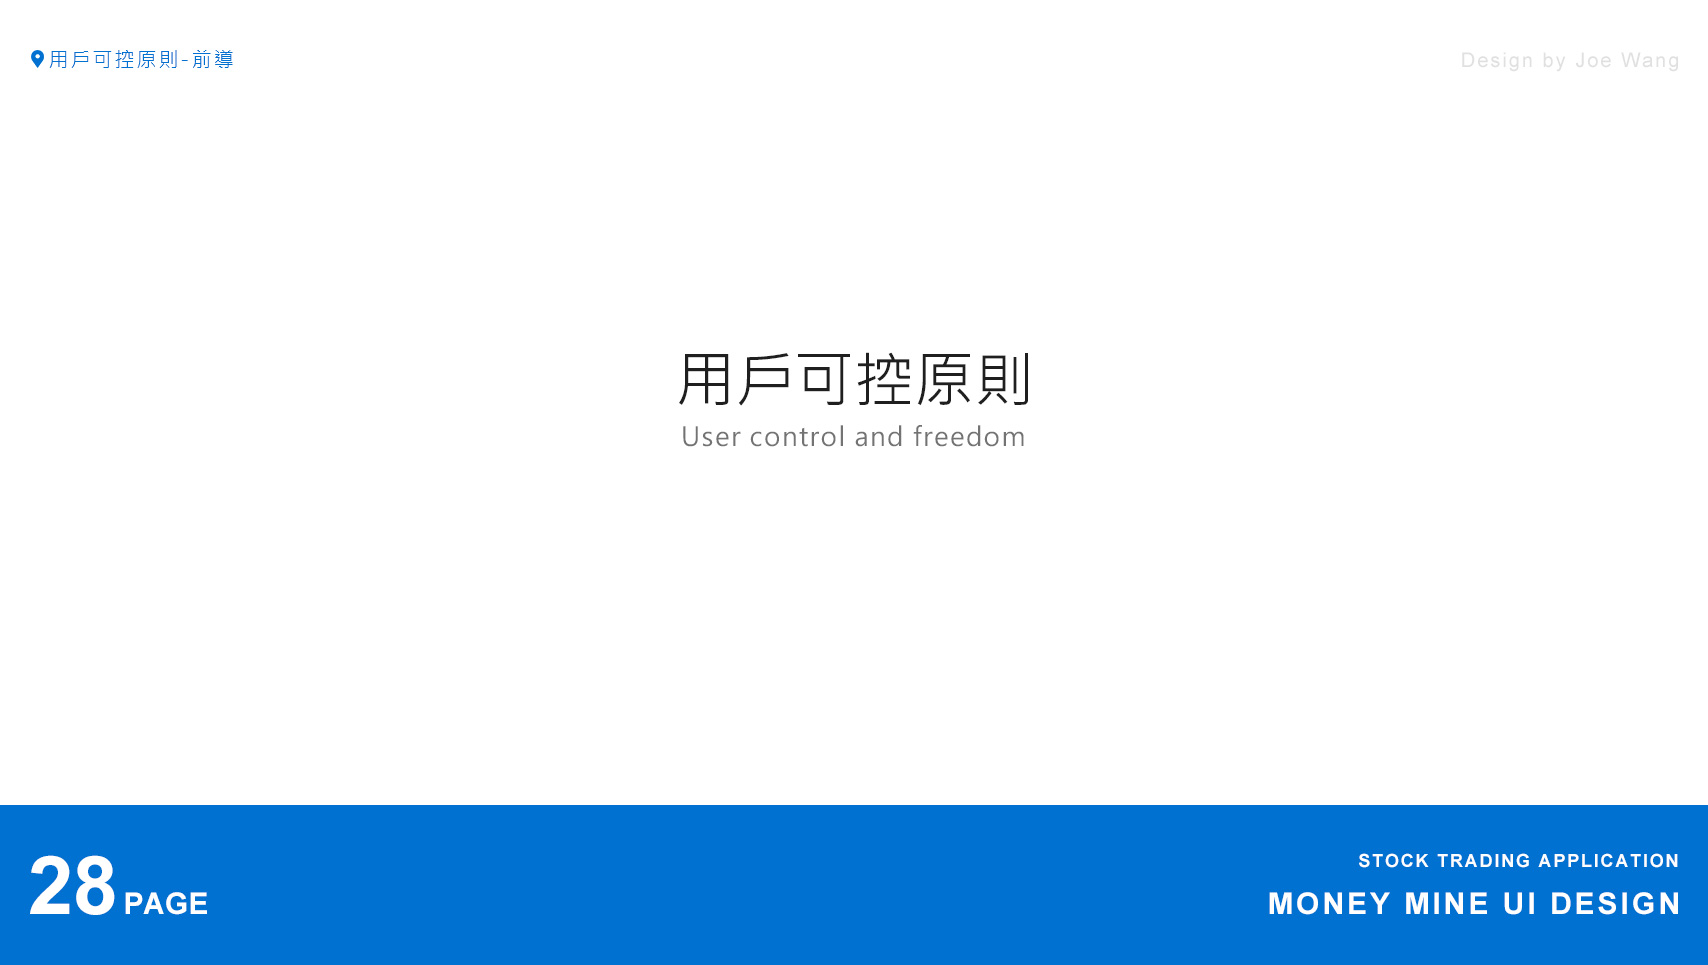 用戶可控原則-前導
Design by Joe Wang
用戶可控原則
User control and freedom
28 PAGE
STOCK TRADING APPLICATION
MONEY MINE UI DESIGN